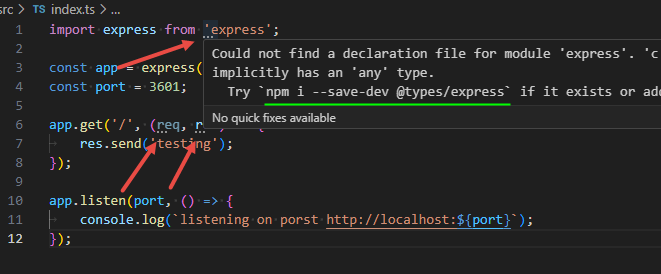 src > TS index.ts > ...
1 import express from 'express';
Could not find a declaration file for module 'express'. 'c
implicitly has an 'any' type.
Try `npm i --save-dev @types/express` if it exists or add
No quick fixes available
2
3 const app = express(
4 const port = 3601;
5
6 app.get('/', (req, r
7 res.send('testing');
8 });
9
10 app.listen(port, () => {
11 console.log(`listening on porst http://localhost:${port}`);
12 });